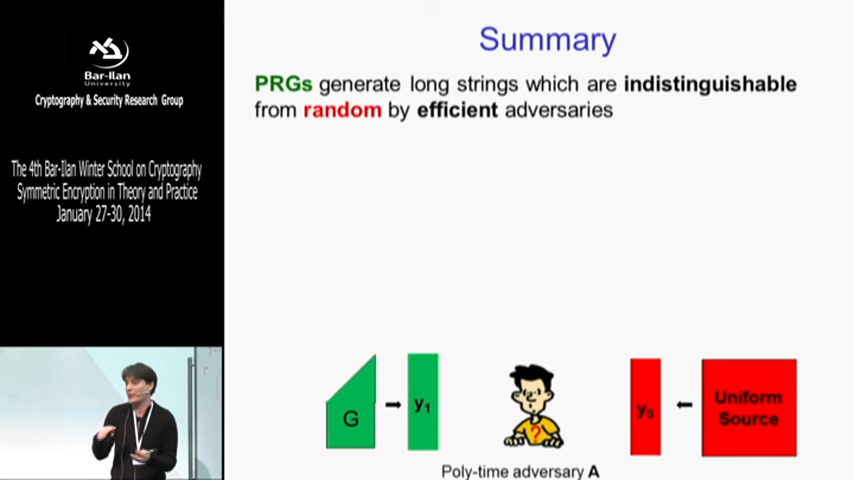 Bar-Ilan
University
Cryptography & Security Research Group
The 4th Bar-Ilan Winter School on Cryptography
Symmetric Encryption in Theory and Practice
January 27-30, 2014
Summary
PRGs generate long strings which are indistinguishable
from random by efficient adversaries
G
y₁
?
y₀
Uniform
Source
Poly-time adversary A